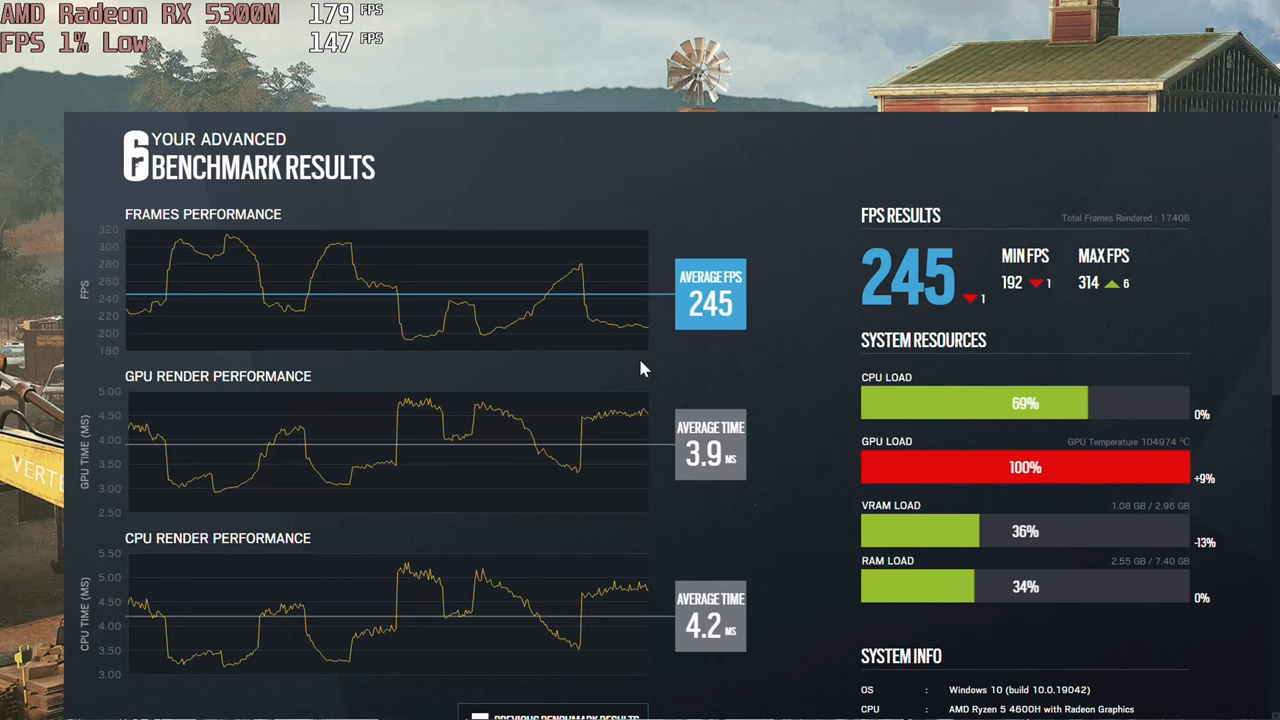 AMD Radeon RX 5300M 179 FPS
FPS 1% Low 147 FPS
6 YOUR ADVANCED
BENCHMARK RESULTS
FRAMES PERFORMANCE
320
300
280
260
240
220
200
180
FPS
AVERAGE FPS
245
GPU RENDER PERFORMANCE
5.00
4.50
4.00
3.50
3.00
2.50
GPU TIME (MS)
AVERAGE TIME
3.9 MS
CPU RENDER PERFORMANCE
5.50
5.00
4.50
4.00
3.50
3.00
CPU TIME (MS)
AVERAGE TIME
4.2 MS
PREVIOUS BENCHMARK RESULTS
FPS RESULTS
Total Frames Rendered : 17406
245 1
MIN FPS
192 1
MAX FPS
314 6
SYSTEM RESOURCES
CPU LOAD
69%
0%
GPU LOAD GPU Temperature 104974 °C
100%
+9%
VRAM LOAD 1.08 GB / 2.96 GB
36%
-13%
RAM LOAD 2.55 GB / 7.40 GB
34%
0%
SYSTEM INFO
OS : Windows 10 (build 10.0.19042)
CPU : AMD Ryzen 5 4600H with Radeon Graphics
VERTE